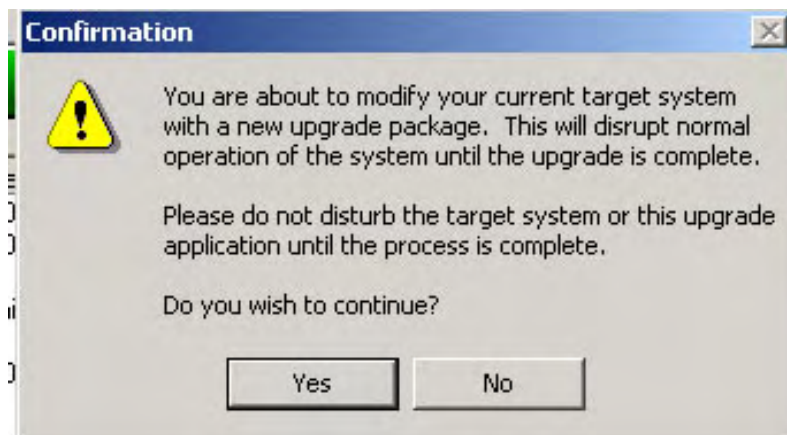 Confirmation
You are about to modify your current target system
with a new upgrade package. This will disrupt normal
operation of the system until the upgrade is complete.
Please do not disturb the target system or this upgrade
application until the process is complete.
Do you wish to continue?
Yes
No